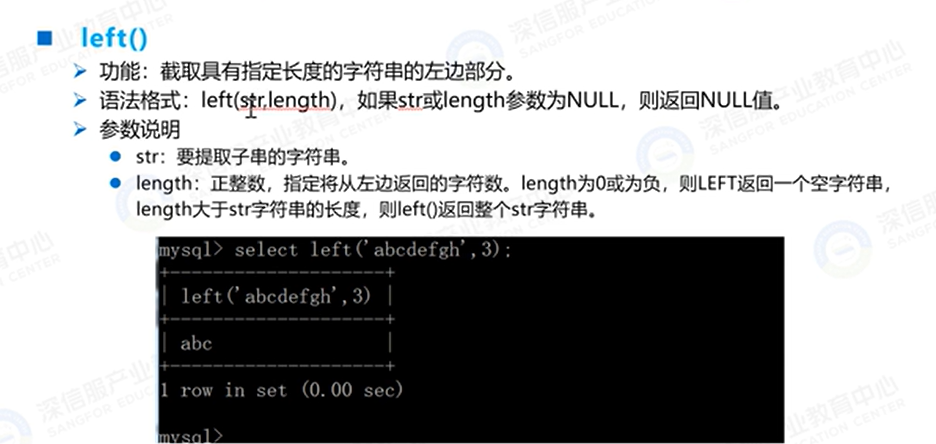 left()
功能：截取具有指定长度的字符串的左边部分。
语法格式：left(str,length)，如果str或length参数为NULL，则返回NULL值。
参数说明
str：要提取子串的字符串。
length：正整数，指定将从左边返回的字符数。length为0或为负，则LEFT返回一个空字符串，
length大于str字符串的长度，则left()返回整个str字符串。
mysql> select left('abcdefgh',3);
+--------------------+
| left('abcdefgh',3) |
+--------------------+
| abc                |
+--------------------+
1 row in set (0.00 sec)
mysql>
深信服产业教育中心
SANGFOR EDUCATION CENTER